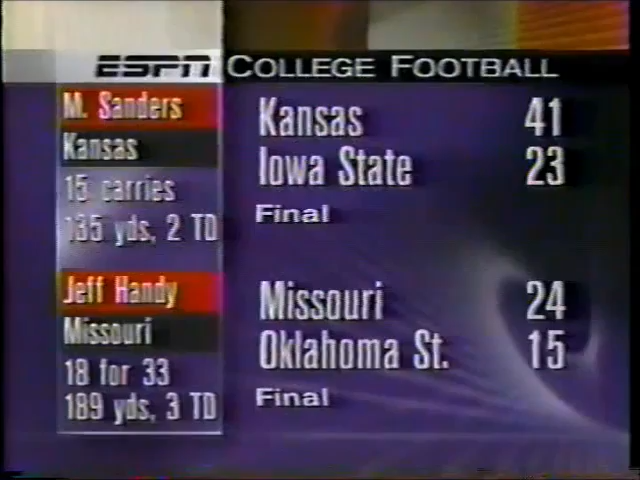 ESPN COLLEGE FOOTBALL
M. Sanders
Kansas
15 carries
135 yds, 2 TD
Kansas 41
Iowa State 23
Final
Jeff Handy
Missouri
18 for 33
189 yds, 3 TD
Missouri 24
Oklahoma St. 15
Final